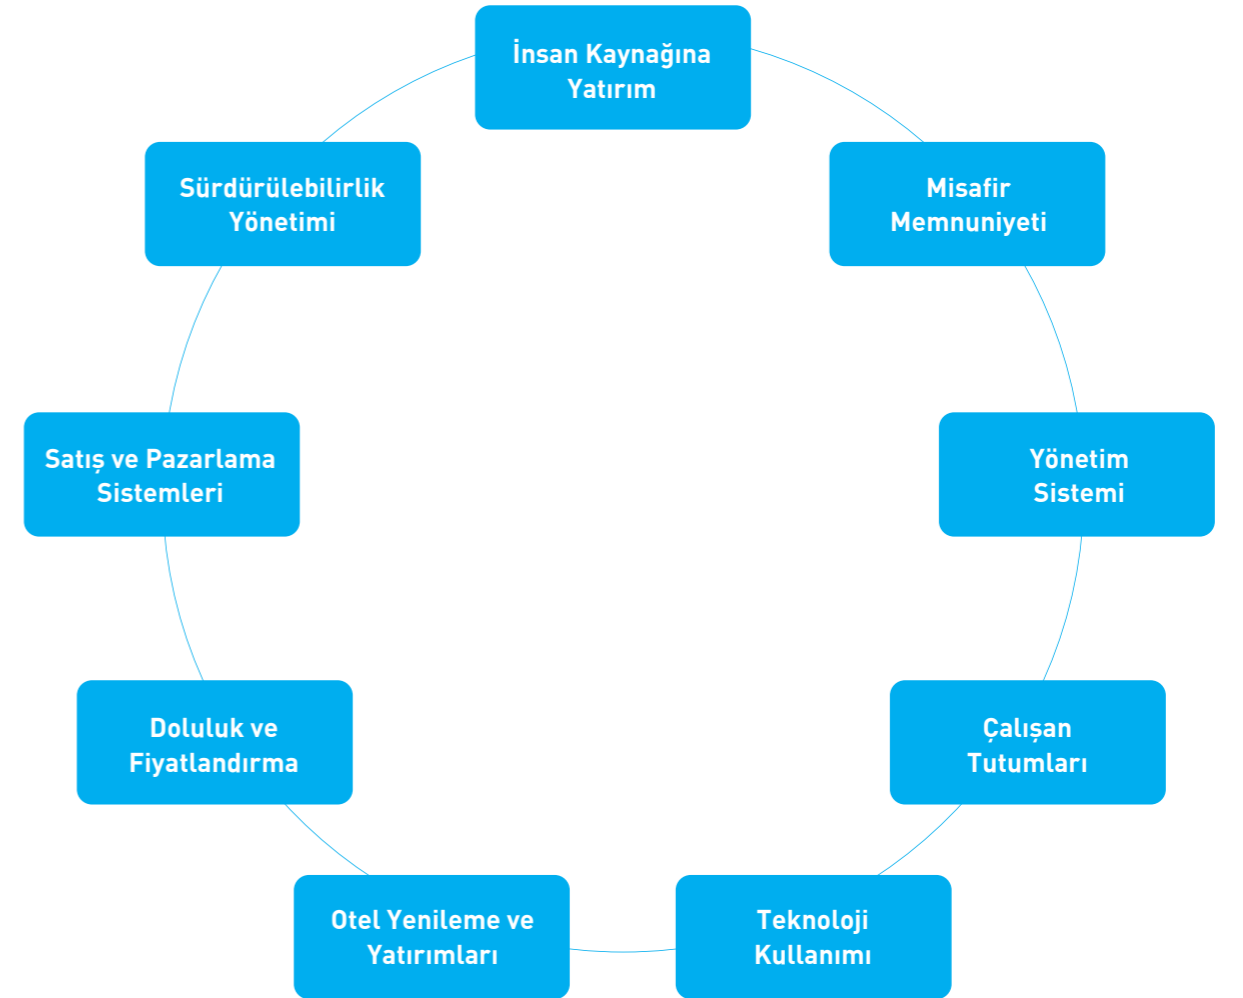 İnsan Kaynağına
Yatırım
Misafir
Memnuniyeti
Yönetim
Sistemi
Çalışan
Tutumları
Teknoloji
Kullanımı
Otel Yenileme ve
Yatırımları
Doluluk ve
Fiyatlandırma
Satış ve Pazarlama
Sistemleri
Sürdürülebilirlik
Yönetimi